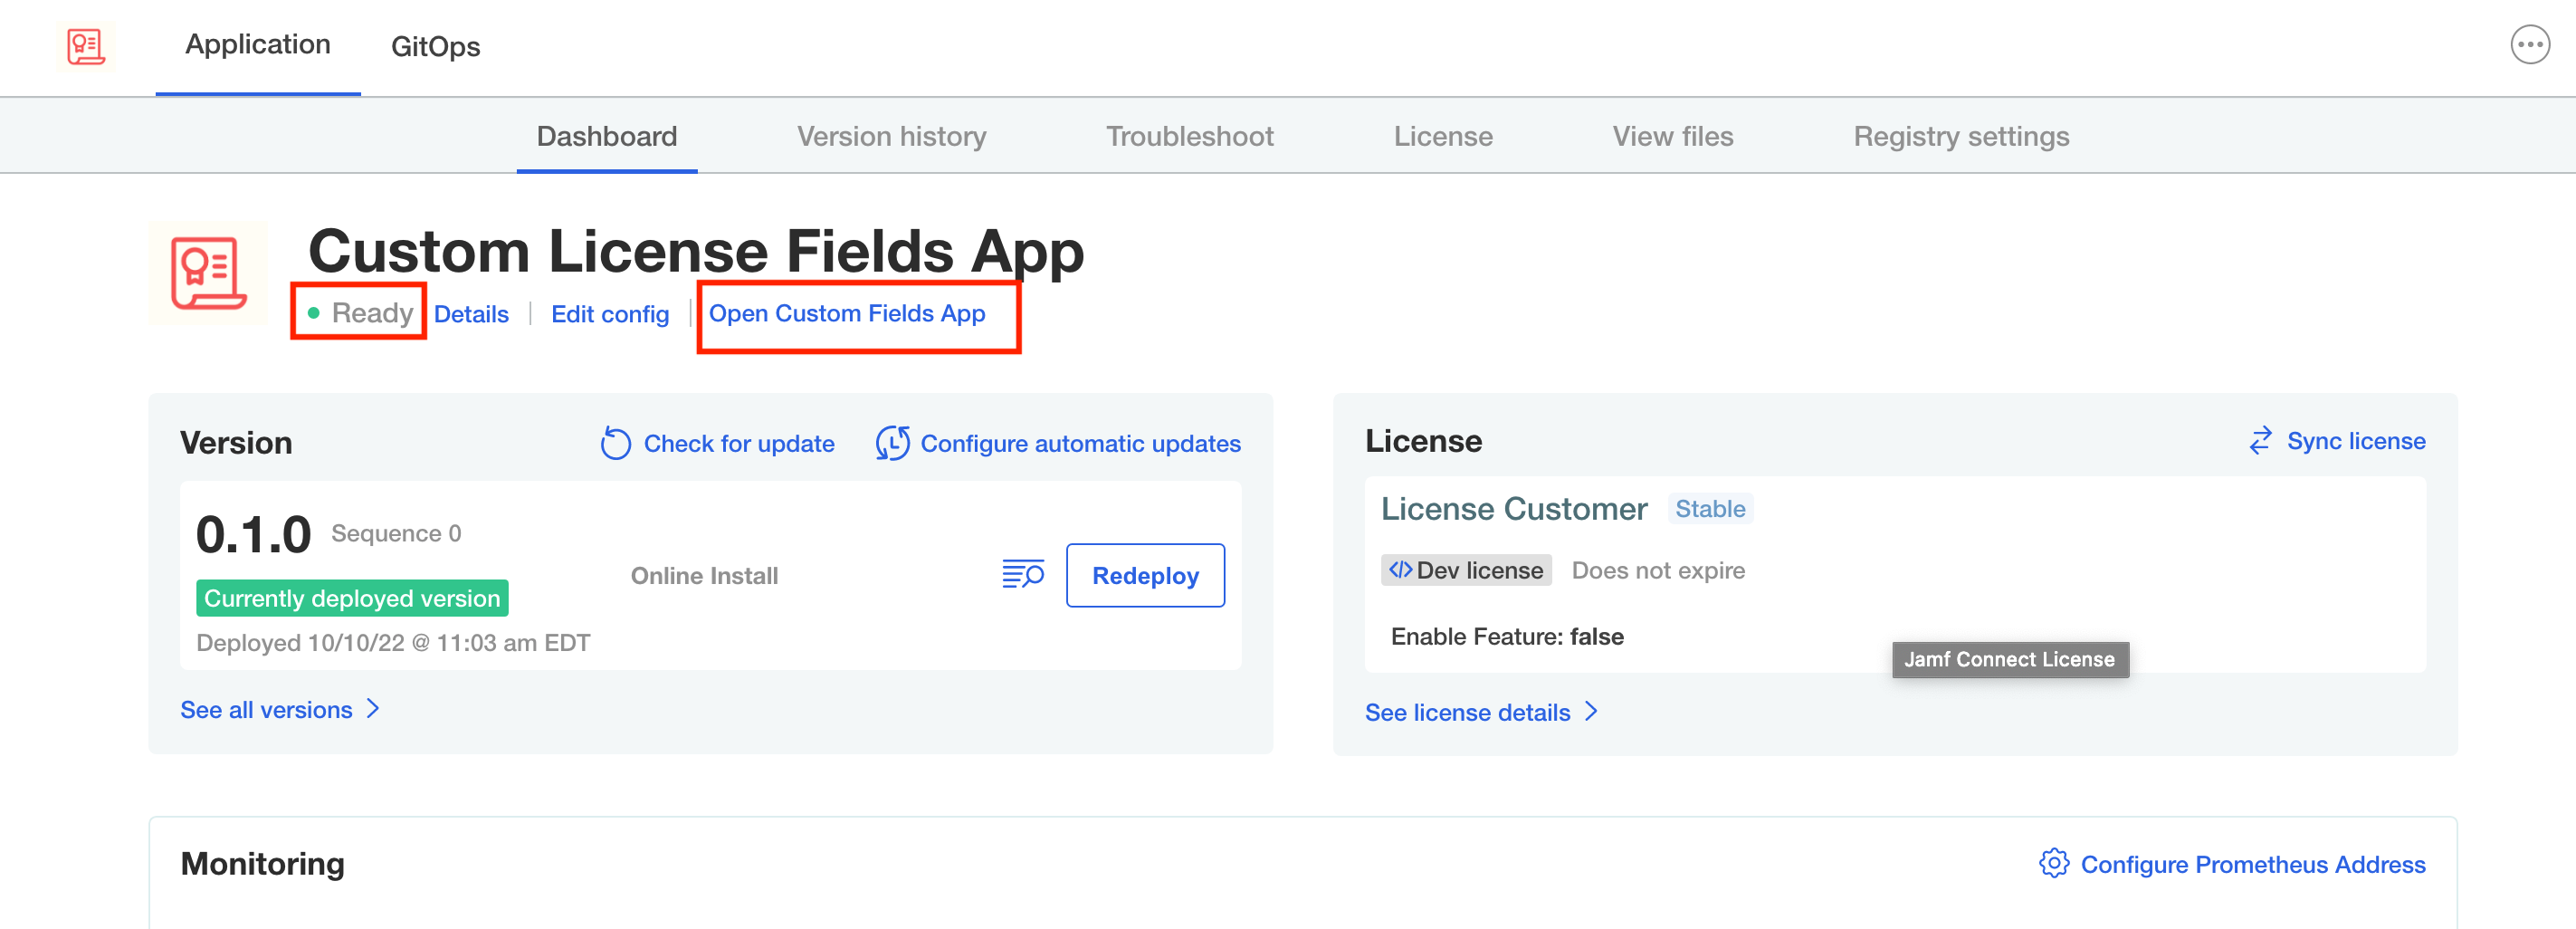 Application GitOps
Dashboard Version history Troubleshoot License View files Registry settings
Custom License Fields App
Ready Details Edit config Open Custom Fields App
Version Check for update Configure automatic updates
0.1.0 Sequence 0
Online Install Redeploy
Currently deployed version
Deployed 10/10/22 @ 11:03 am EDT
See all versions
License Sync license
License Customer Stable
</> Dev license Does not expire
Enable Feature: false
Jamf Connect License
See license details
Monitoring Configure Prometheus Address